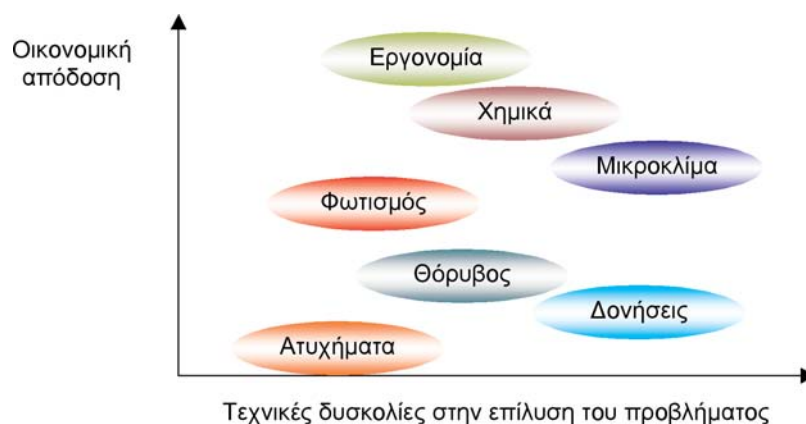 Οικονομική
απόδοση
Εργονομία
Χημικά
Μικροκλίμα
Φωτισμός
Θόρυβος
Δονήσεις
Ατυχήματα
Τεχνικές δυσκολίες στην επίλυση του προβλήματος